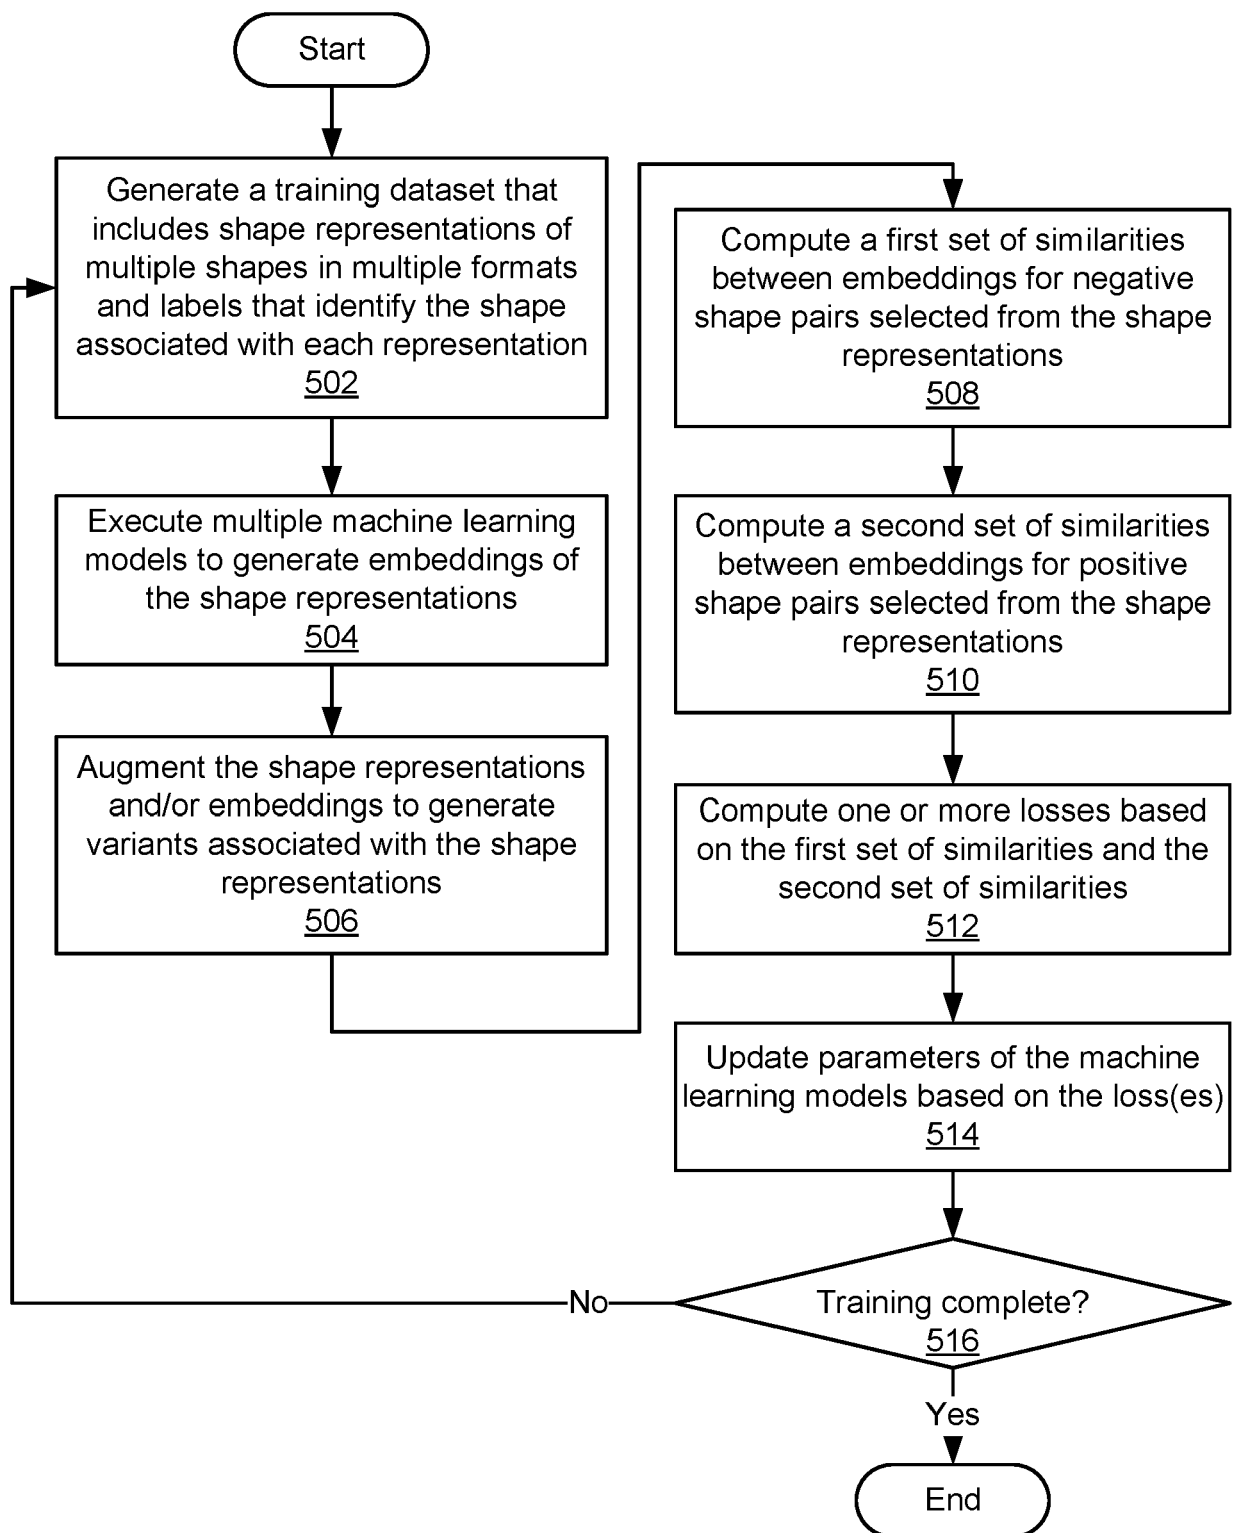 Start
Generate a training dataset that
includes shape representations of
multiple shapes in multiple formats
and labels that identify the shape
associated with each representation
502
Execute multiple machine learning
models to generate embeddings of
the shape representations
504
Augment the shape representations
and/or embeddings to generate
variants associated with the shape
representations
506
Compute a first set of similarities
between embeddings for negative
shape pairs selected from the shape
representations
508
Compute a second set of similarities
between embeddings for positive
shape pairs selected from the shape
representations
510
Compute one or more losses based
on the first set of similarities and the
second set of similarities
512
Update parameters of the machine
learning models based on the loss(es)
514
Training complete?
516
No
Yes
End